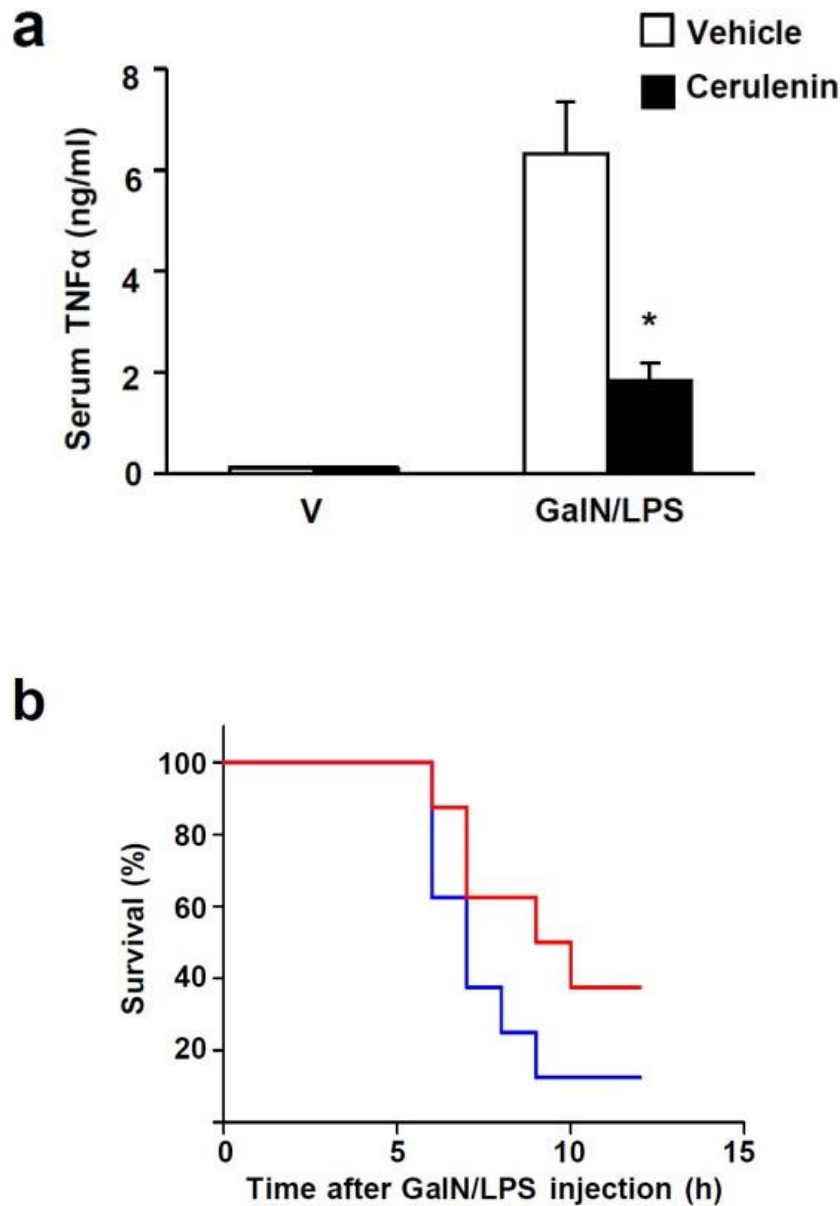 a
Vehicle
Cerulenin
Serum TNFα (ng/ml)
8
6
4
2
0
*
V
GalN/LPS
b
Survival (%)
100
80
60
40
20
0
5
10
15
Time after GalN/LPS injection (h)